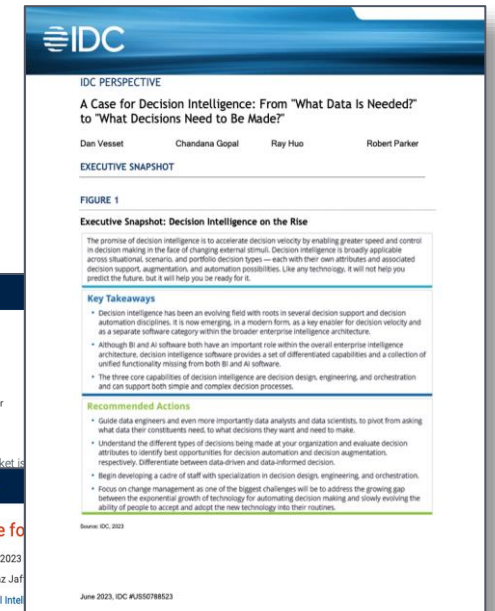 IDC
IDC PERSPECTIVE
A Case for Decision Intelligence: From "What Data Is Needed?"
to "What Decisions Need to Be
Made?"
Dan Vesset Chandana Gopal Ray Huo Robert Parker
EXECUTIVE SNAPSHOT
FIGURE 1
Executive Snapshot: Decision Intelligence on the Rise
The promise of decision intelligence is to accelerate decision velocity by enabling greater speed and control
in decision making in the face of changing external stimuli. Decision intelligence is broadly applicable
across situational, scenario, and portfolio decision types — each with their own attributes and associated
decision support, augmentation, and automation possibilities. Like any technology, it will not help you
predict the future, but it will help you be ready for it.
Key Takeaways
• Decision intelligence has been an evolving field with roots in several decision support and decision
automation disciplines. It is now emerging, in a modern form, as a key enabler for decision velocity and
as a separate software category within the broader enterprise intelligence architecture.
• Although BI and AI software both have an important role within the overall enterprise intelligence
architecture, decision intelligence software provides a set of differentiated capabilities and a collection of
unified functionality missing from both BI and AI software.
• The three core capabilities of decision intelligence are decision design, engineering, and orchestration
and can support both simple and complex decision processes.
Recommended Actions
• Guide data engineers and even more importantly data analysts and data scientists, to pivot from asking
what data their constituents need, to what decisions they want and need to make.
• Understand the different types of decisions being made at your organization and evaluate decision
attributes to identify best opportunities for decision automation and decision augmentation,
respectively. Differentiate between data-driven and data-informed decision.
• Begin developing a cadre of staff with specialization in decision design, engineering, and orchestration.
• Focus on change management as one of the biggest challenges will be to address the growing gap
between the exponential growth of technology for automating decision making and slowly evolving the
ability of people to accept and adopt the new technology into their routines.
Source: IDC, 2023
June 2023, IDC #US50788523
r
ket is
e fo
2023
az Jaf
l Intel